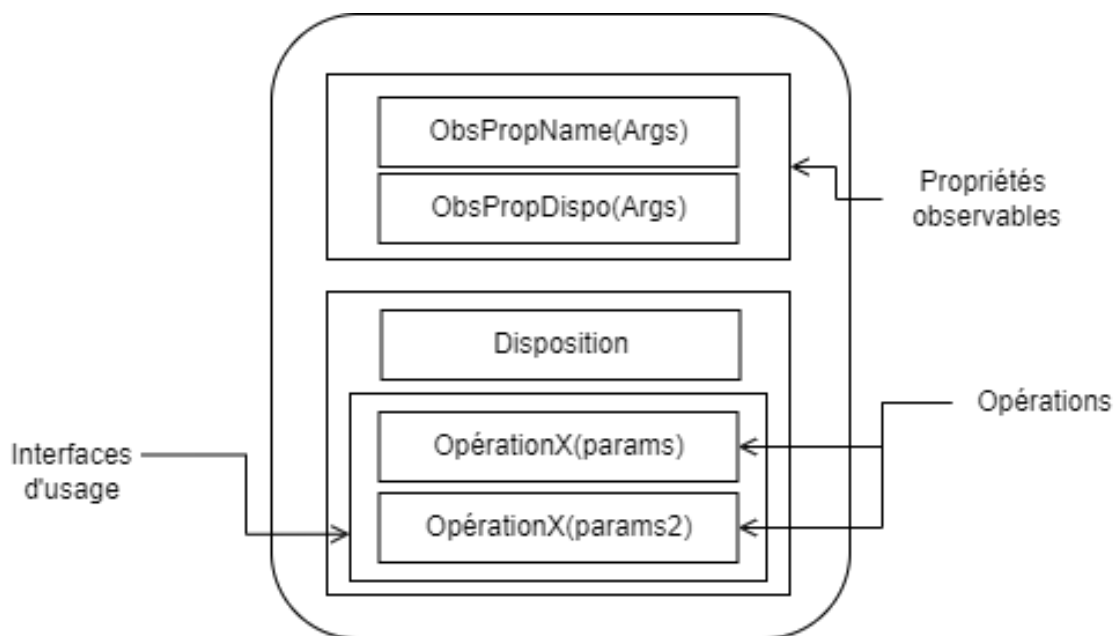 ObsPropName(Args)
ObsPropDispo(Args)
Propriétés
observables
Disposition
Opérations
OpérationX(params)
Interfaces
d'usage
OpérationX(params2)